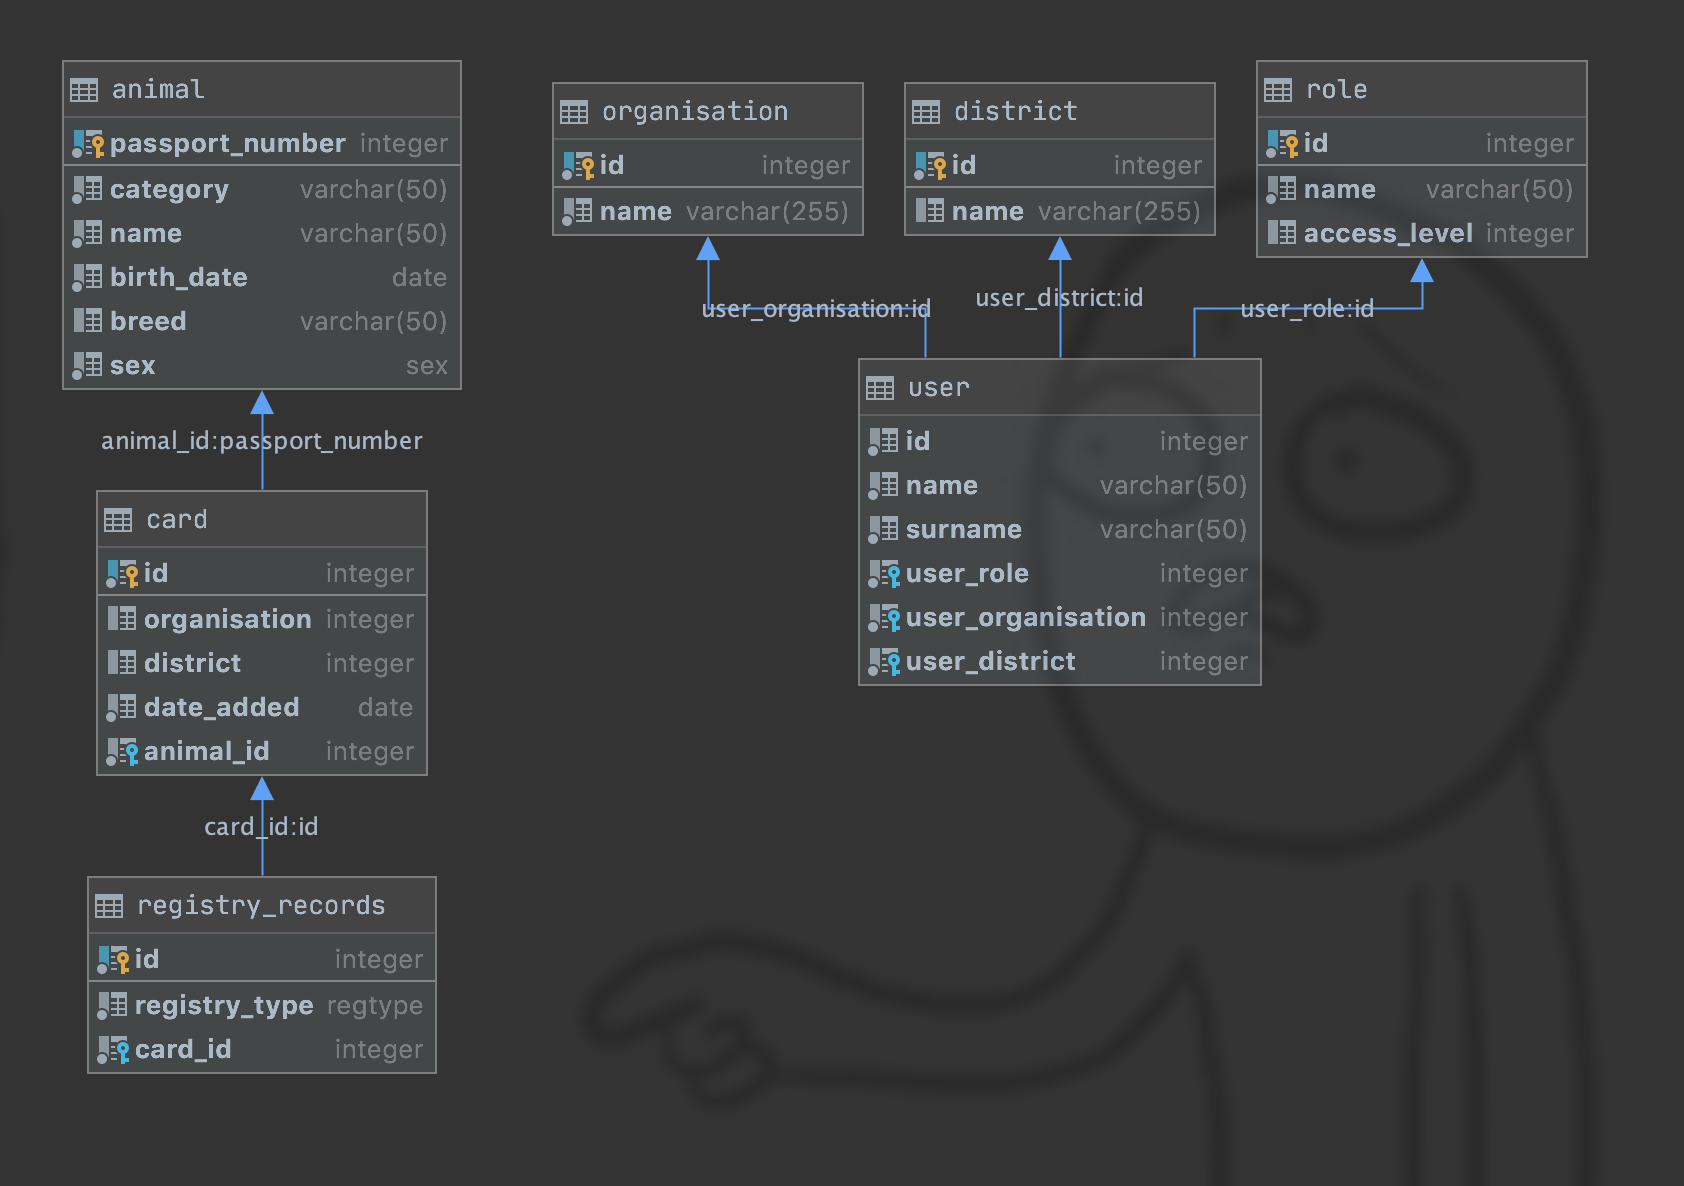 animal
passport_number integer
category varchar(50)
name varchar(50)
birth_date date
breed varchar(50)
sex sex
animal_id:passport_number
card
id integer
organisation integer
district integer
date_added date
animal_id integer
card_id:id
registry_records
id integer
registry_type regtype
card_id integer
organisation
id integer
name varchar(255)
district
id integer
name varchar(255)
role
id integer
name varchar(50)
access_level integer
user_organisation:id
user_district:id
user_role:id
user
id integer
name varchar(50)
surname varchar(50)
user_role integer
user_organisation integer
user_district integer